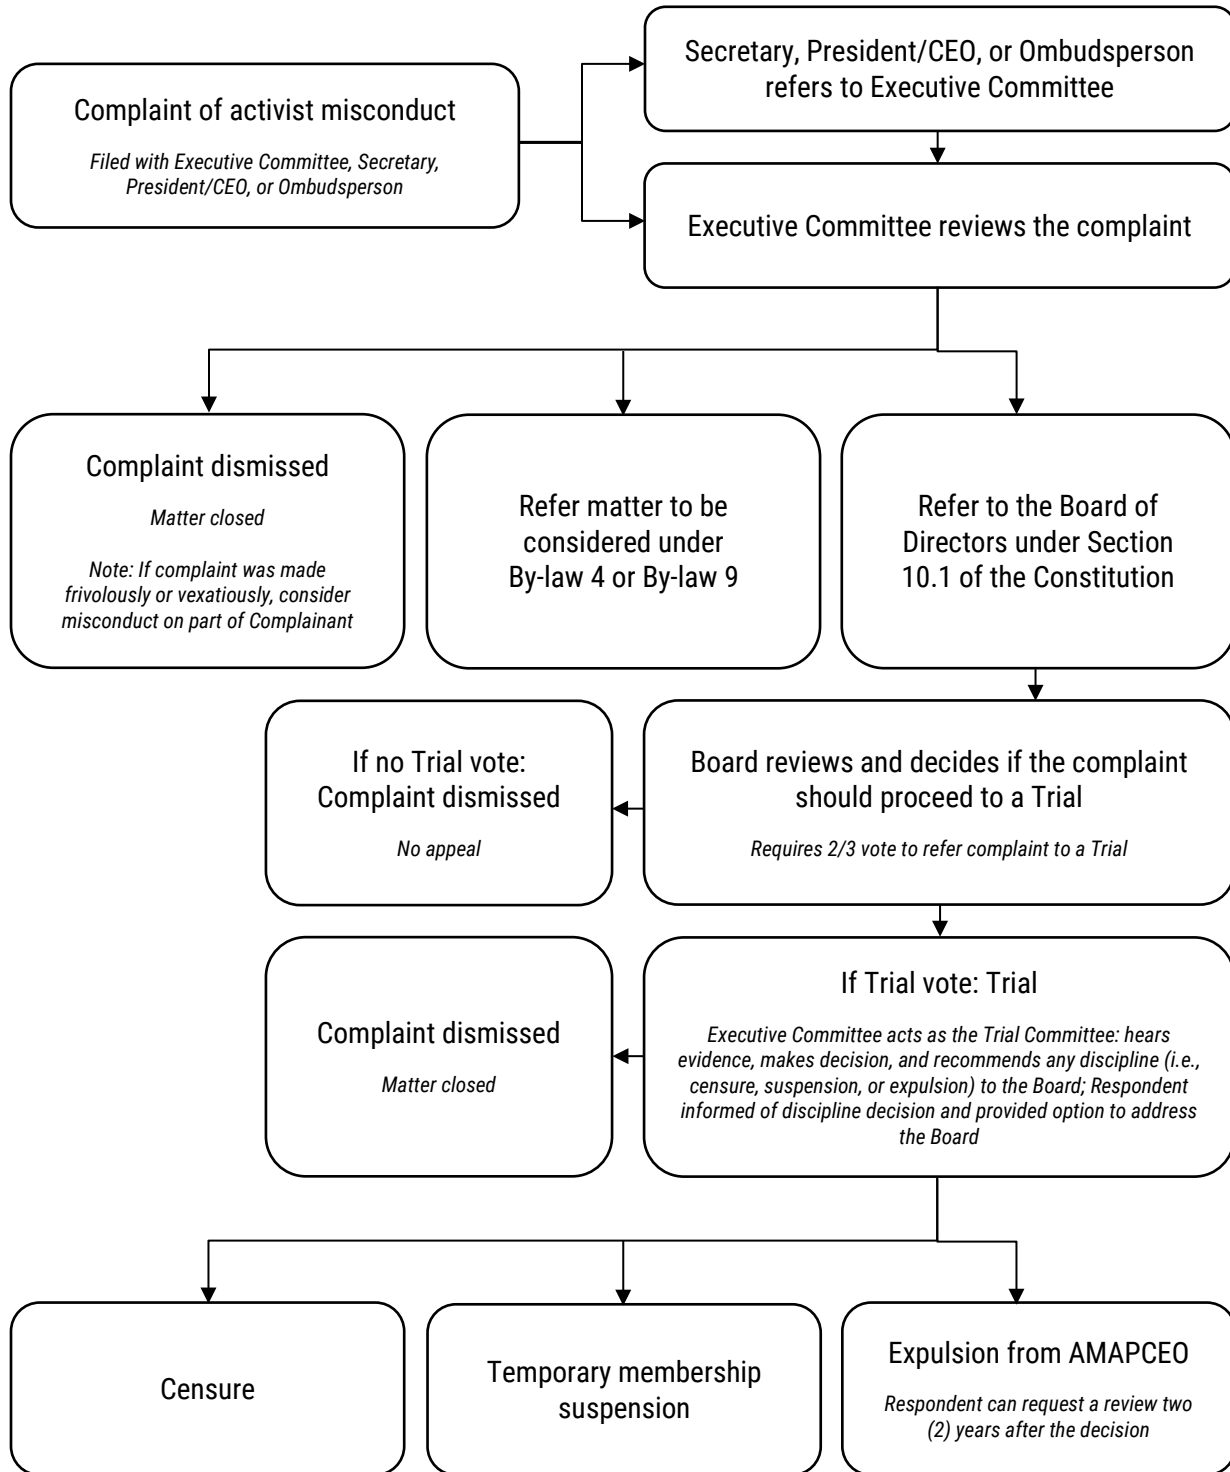 Secretary, President/CEO, or Ombudsperson
refers to Executive Committee
Complaint of activist misconduct
Filed with Executive Committee, Secretary,
President/CEO, or Ombudsperson
Executive Committee reviews the complaint
Complaint dismissed
Matter closed
Note: If complaint was made
frivolously or vexatiously, consider
misconduct on part of Complainant
Refer matter to be
considered under
By-law 4 or By-law 9
Refer to the Board of
Directors under Section
10.1 of the Constitution
If no Trial vote:
Complaint dismissed
No appeal
Board reviews and decides if the complaint
should proceed to a Trial
Requires 2/3 vote to refer complaint to a Trial
Complaint dismissed
Matter closed
If Trial vote: Trial
Executive Committee acts as the Trial Committee: hears
evidence, makes decision, and recommends any discipline (i.e.,
censure, suspension, or expulsion) to the Board; Respondent
informed of discipline decision and provided option to address
the Board
Censure
Temporary membership
suspension
Expulsion from AMAPCEO
Respondent can request a review two
(2) years after the decision